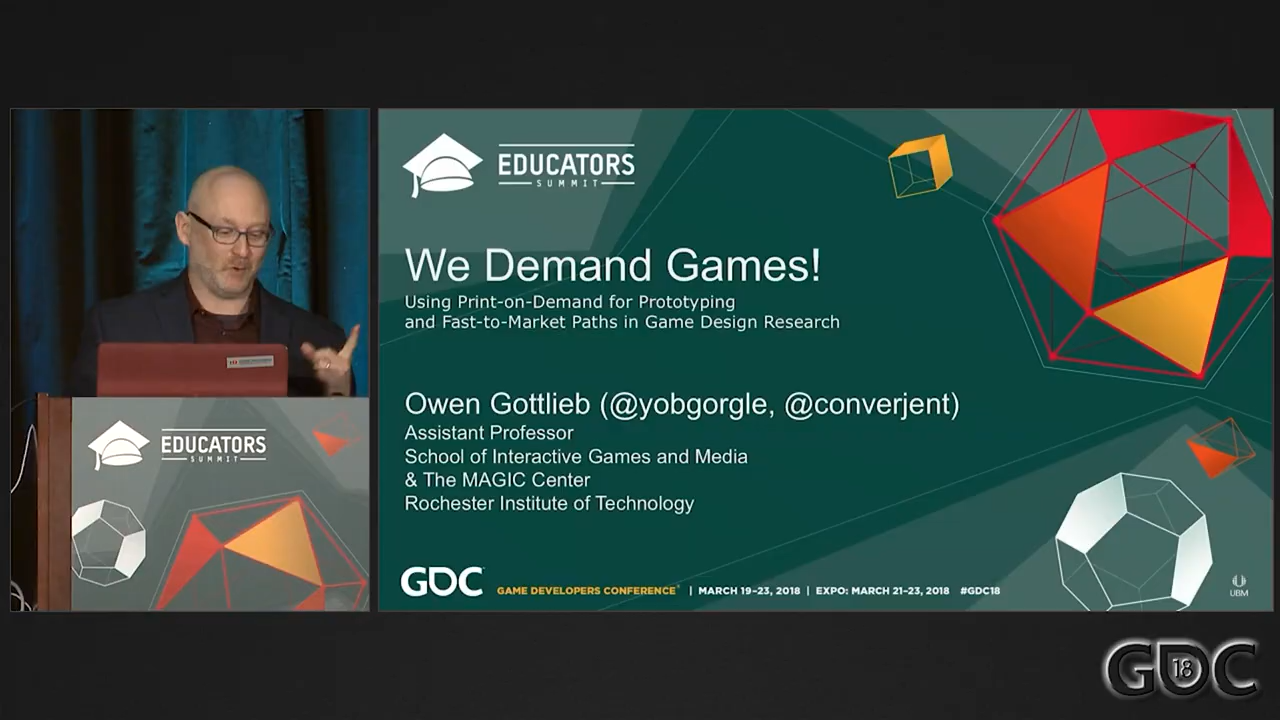 EDUCATORS
SUMMIT
We Demand Games!
Using Print-on-Demand for Prototyping
and Fast-to-Market Paths in Game Design Research
Owen Gottlieb (@yobgorgle, @converjent)
Assistant Professor
School of Interactive Games and Media
& The MAGIC Center
Rochester Institute of Technology
GDC GAME DEVELOPERS CONFERENCE® | MARCH 19–23, 2018 | EXPO: MARCH 21–23, 2018 #GDC18
UBM
EDUCATORS
SUMMIT
GDC
18